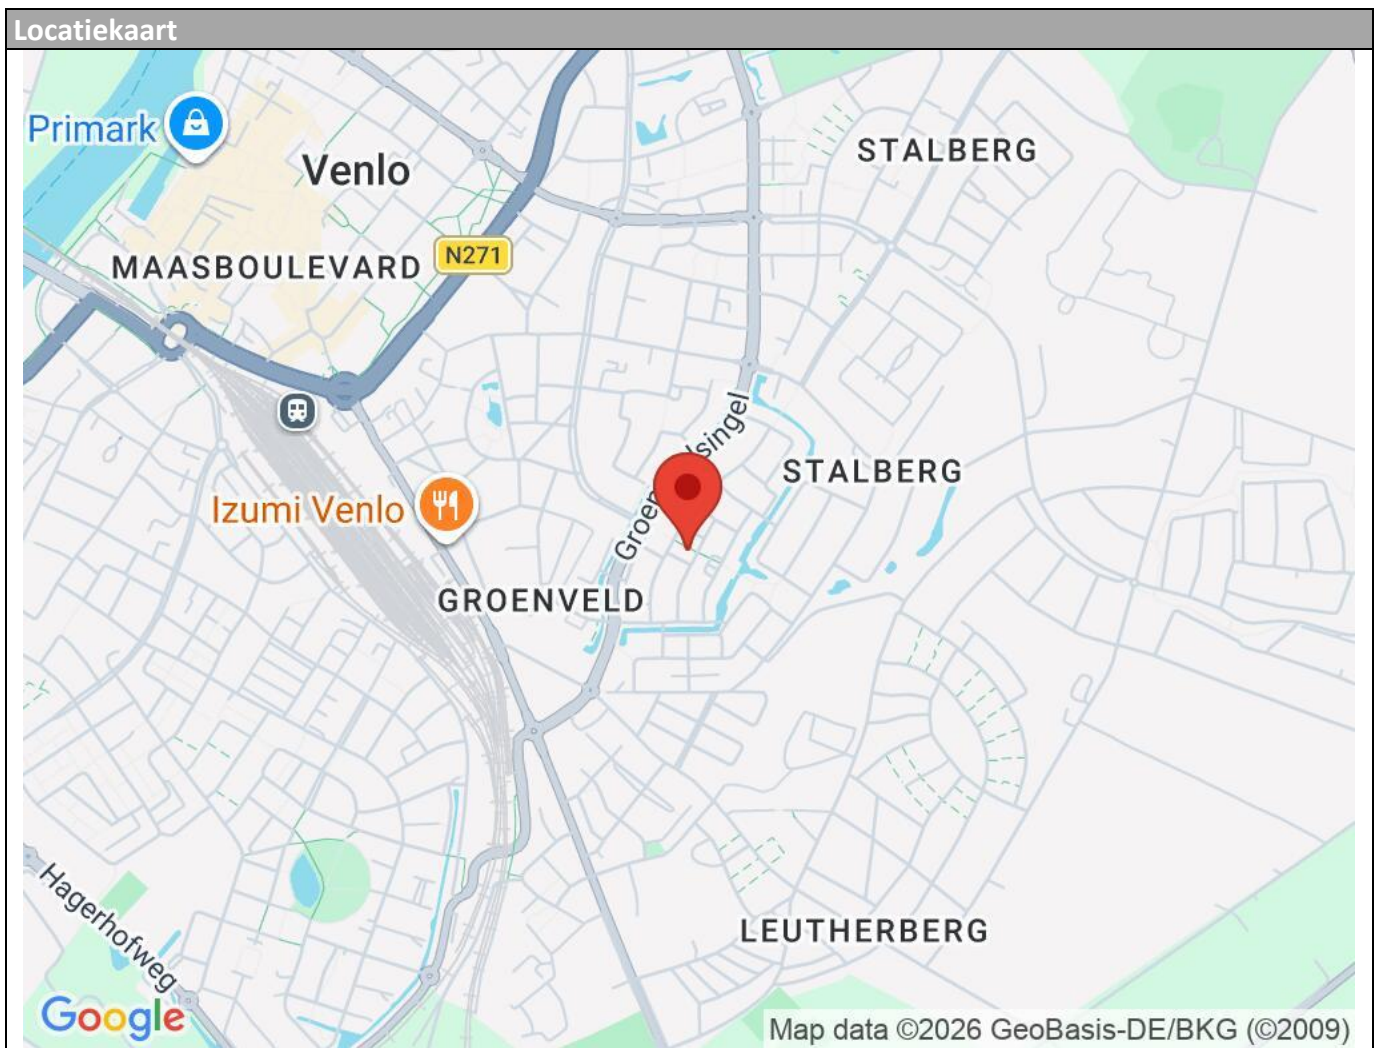 Locatiekaart
Primark
Venlo
STALBERG
MAASBOULEVARD
N271
STALBERG
Izumi Venlo
Groen
lsingel
GROENVELD
LEUTHERBERG
Hagerhofweg
Google
Map data ©2026 GeoBasis-DE/BKG (©2009)